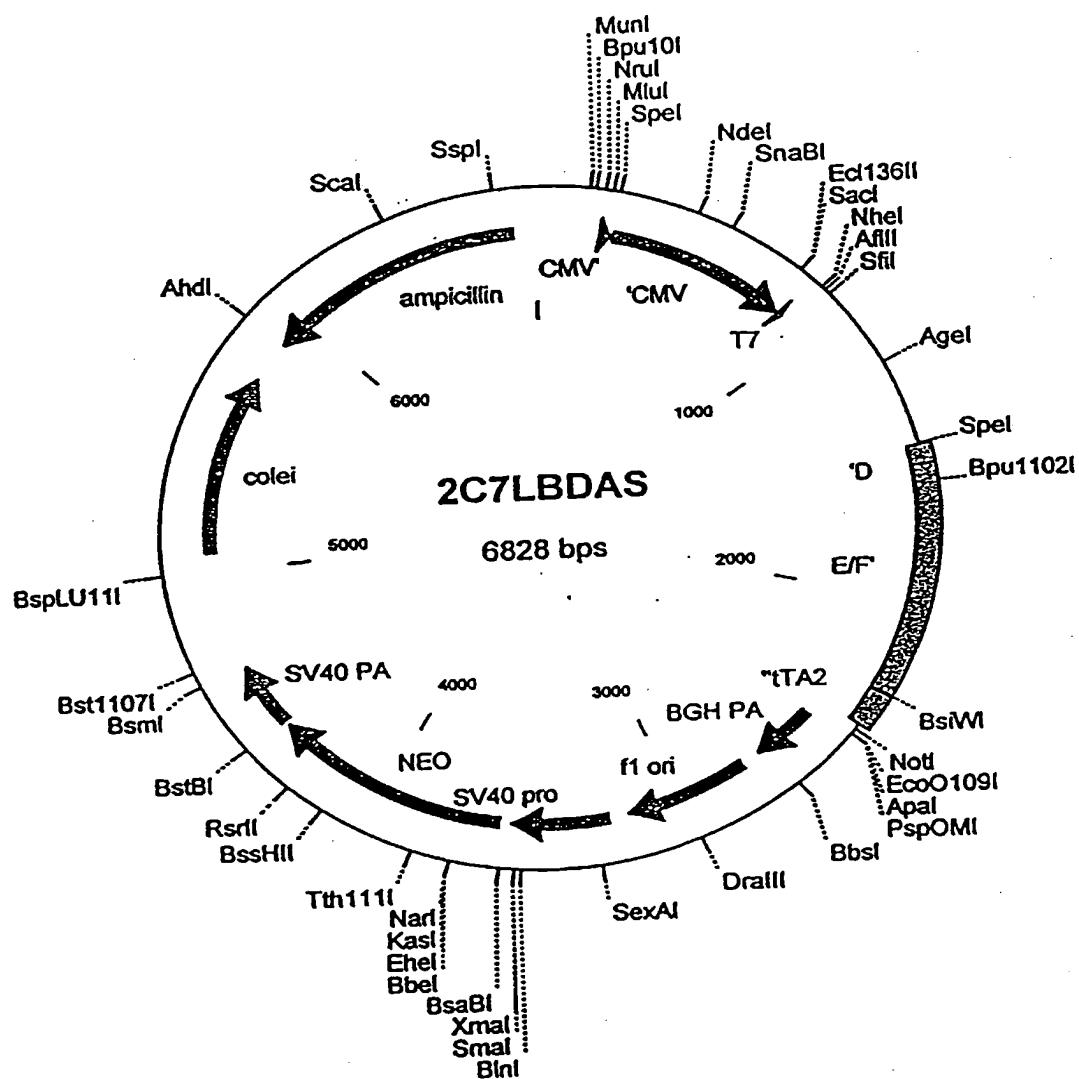 MunI
Bpu10I
NruI
MluI
SpeI
NdeI
SnaBI
Ecl136II
SacI
NheI
AflII
SfiI
SspI
ScaI
AhdI
CMV'
'CMV
ampicillin
I
T7
AgeI
6000
1000
SpeI
Bpu1102I
'D
colei
2C7LBDAS
6828 bps
5000
2000
E/F'
BspLU11I
SV40 PA
4000
3000
"tTA2
BGH PA
Bst1107I
BsmI
BsiWI
NEO
f1 ori
NotI
EcoO109I
ApaI
PspOMI
BstBI
SV40 pro
RsrII
BssHII
BbsI
DraIII
Tth111I
SexAI
NarI
KasI
EheI
BbeI
BsaBI
XmaI
SmaI
BlnI